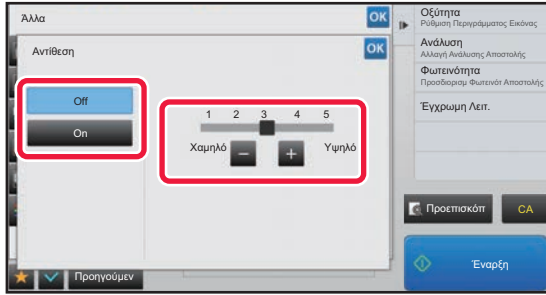 Άλλα
OK
Αντίθεση
OK
Off
On
1 2 3 4 5
Χαμηλό
Υψηλό
Οξύτητα
Ρύθμιση Περιγράμματος Εικόνας
Ανάλυση
Αλλαγή Ανάλυσης Αποστολής
Φωτεινότητα
Προσδιορισμ Φωτεινότ Αποστολής
Έγχρωμη Λειτ.
Προεπισκόπ
CA
Έναρξη
Προηγούμεν